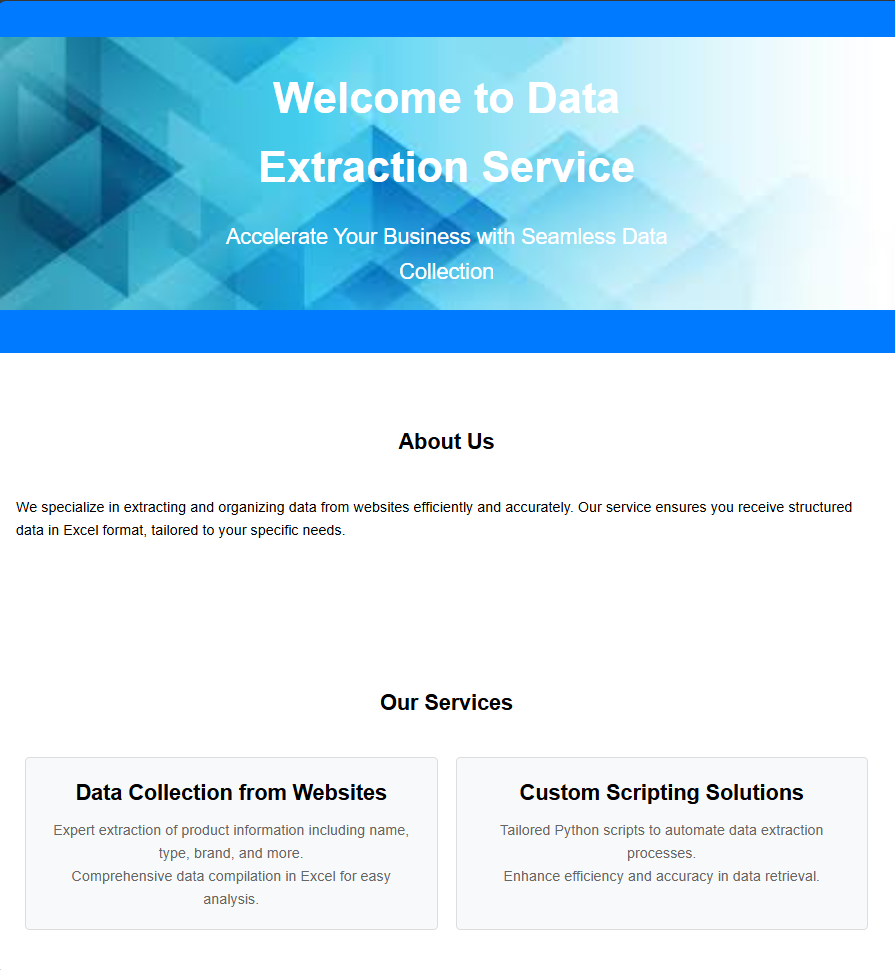 Welcome to Data
Extraction Service
Accelerate Your Business with Seamless Data
Collection
About Us
We specialize in extracting and organizing data from websites efficiently and accurately. Our service ensures you receive structured
data in Excel format, tailored to your specific needs.
Our Services
Data Collection from Websites
Expert extraction of product information including name,
type, brand, and more.
Comprehensive data compilation in Excel for easy
analysis.
Custom Scripting Solutions
Tailored Python scripts to automate data extraction
processes.
Enhance efficiency and accuracy in data retrieval.